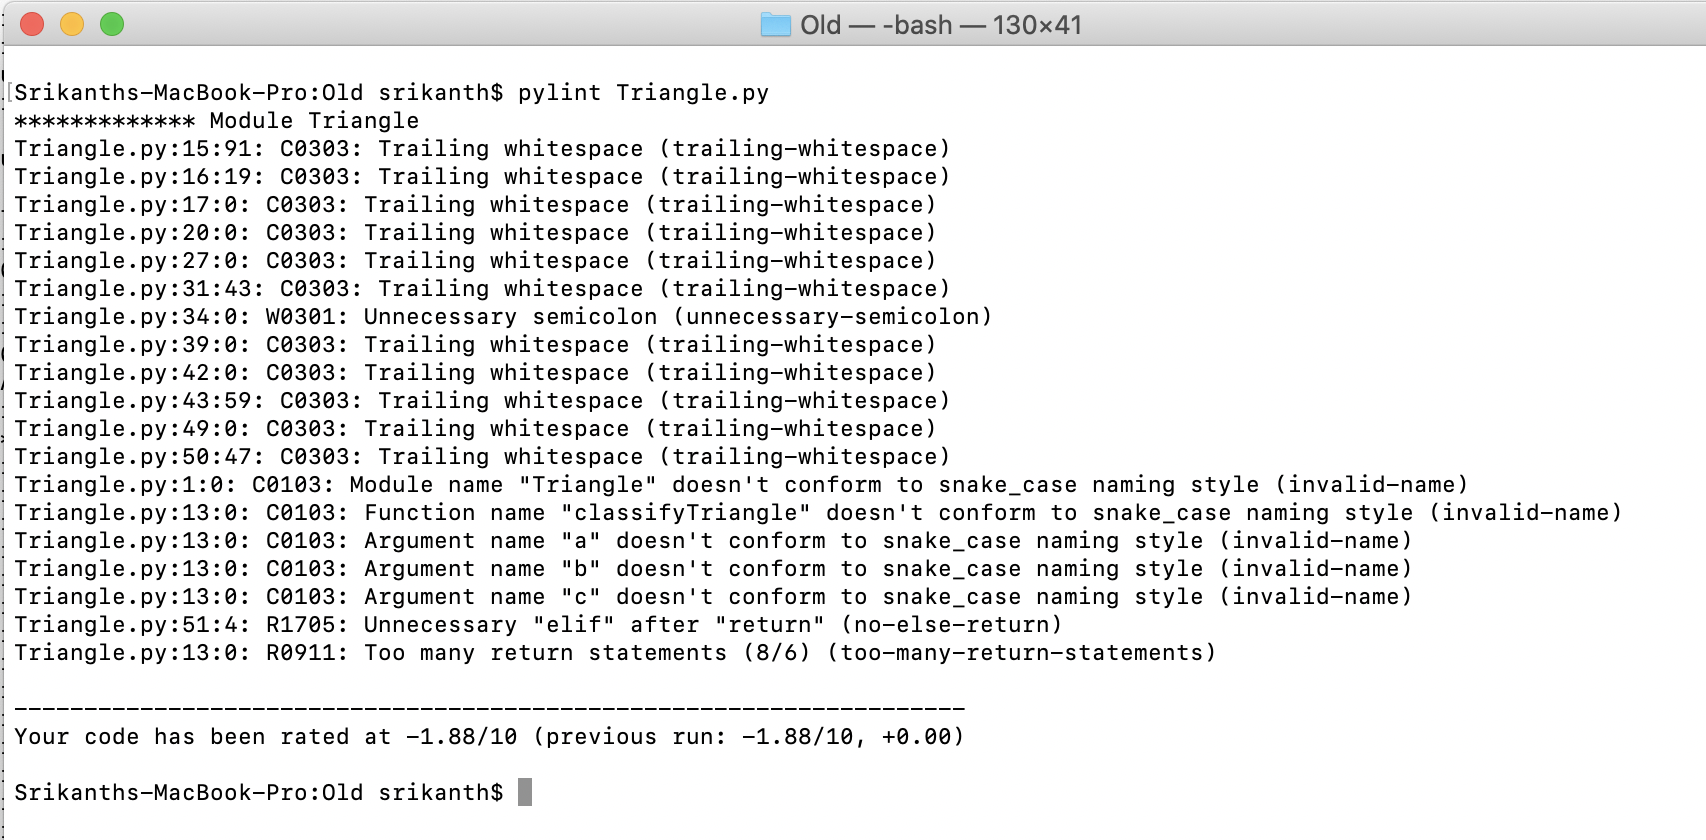 Old — -bash — 130×41
Srikanths-MacBook-Pro:Old srikanth$ pylint Triangle.py
************* Module Triangle
Triangle.py:15:91: C0303: Trailing whitespace (trailing-whitespace)
Triangle.py:16:19: C0303: Trailing whitespace (trailing-whitespace)
Triangle.py:17:0: C0303: Trailing whitespace (trailing-whitespace)
Triangle.py:20:0: C0303: Trailing whitespace (trailing-whitespace)
Triangle.py:27:0: C0303: Trailing whitespace (trailing-whitespace)
Triangle.py:31:43: C0303: Trailing whitespace (trailing-whitespace)
Triangle.py:34:0: W0301: Unnecessary semicolon (unnecessary-semicolon)
Triangle.py:39:0: C0303: Trailing whitespace (trailing-whitespace)
Triangle.py:42:0: C0303: Trailing whitespace (trailing-whitespace)
Triangle.py:43:59: C0303: Trailing whitespace (trailing-whitespace)
Triangle.py:49:0: C0303: Trailing whitespace (trailing-whitespace)
Triangle.py:50:47: C0303: Trailing whitespace (trailing-whitespace)
Triangle.py:1:0: C0103: Module name "Triangle" doesn't conform to snake_case naming style (invalid-name)
Triangle.py:13:0: C0103: Function name "classifyTriangle" doesn't conform to snake_case naming style (invalid-name)
Triangle.py:13:0: C0103: Argument name "a" doesn't conform to snake_case naming style (invalid-name)
Triangle.py:13:0: C0103: Argument name "b" doesn't conform to snake_case naming style (invalid-name)
Triangle.py:13:0: C0103: Argument name "c" doesn't conform to snake_case naming style (invalid-name)
Triangle.py:51:4: R1705: Unnecessary "elif" after "return" (no-else-return)
Triangle.py:13:0: R0911: Too many return statements (8/6) (too-many-return-statements)
--------------------------------------------------------------------
Your code has been rated at -1.88/10 (previous run: -1.88/10, +0.00)
Srikanths-MacBook-Pro:Old srikanth$